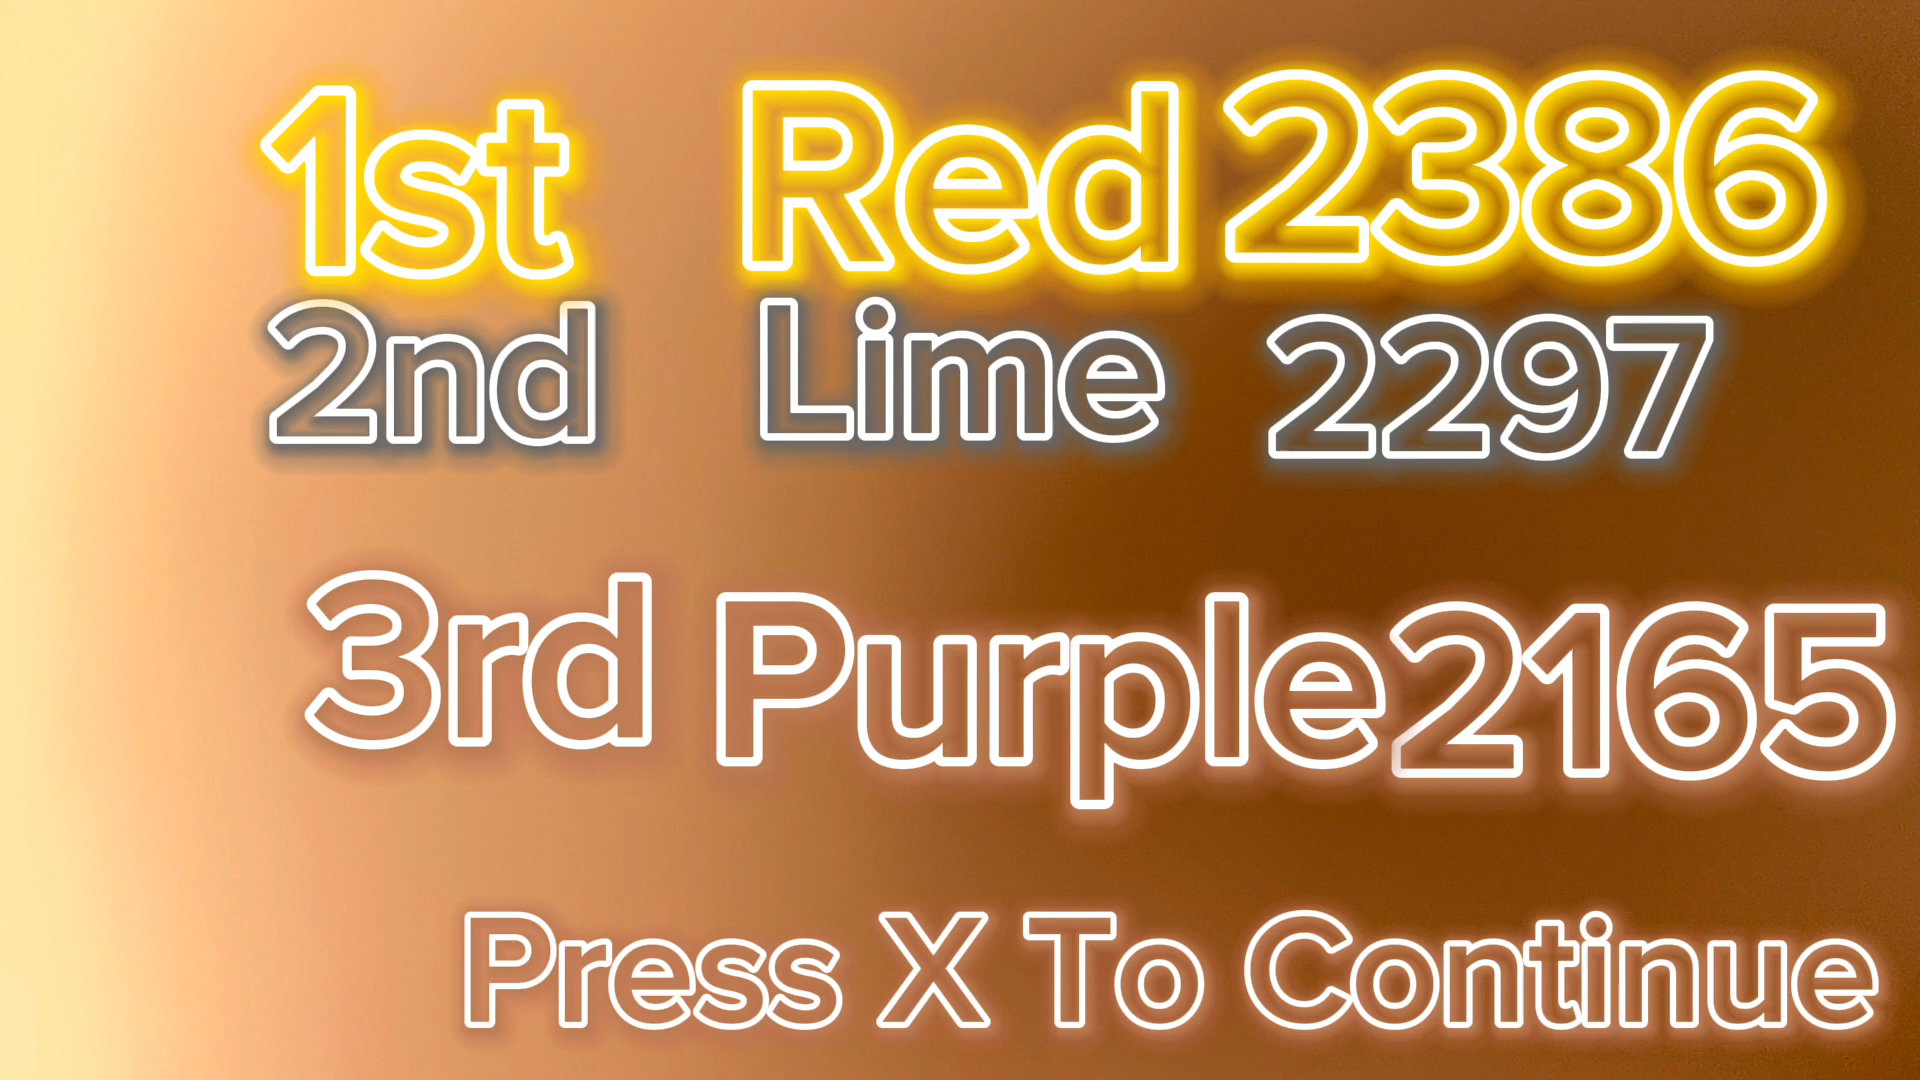 1st Red 2386
2nd Lime 2297
3rd Purple 2165
Press X To Continue